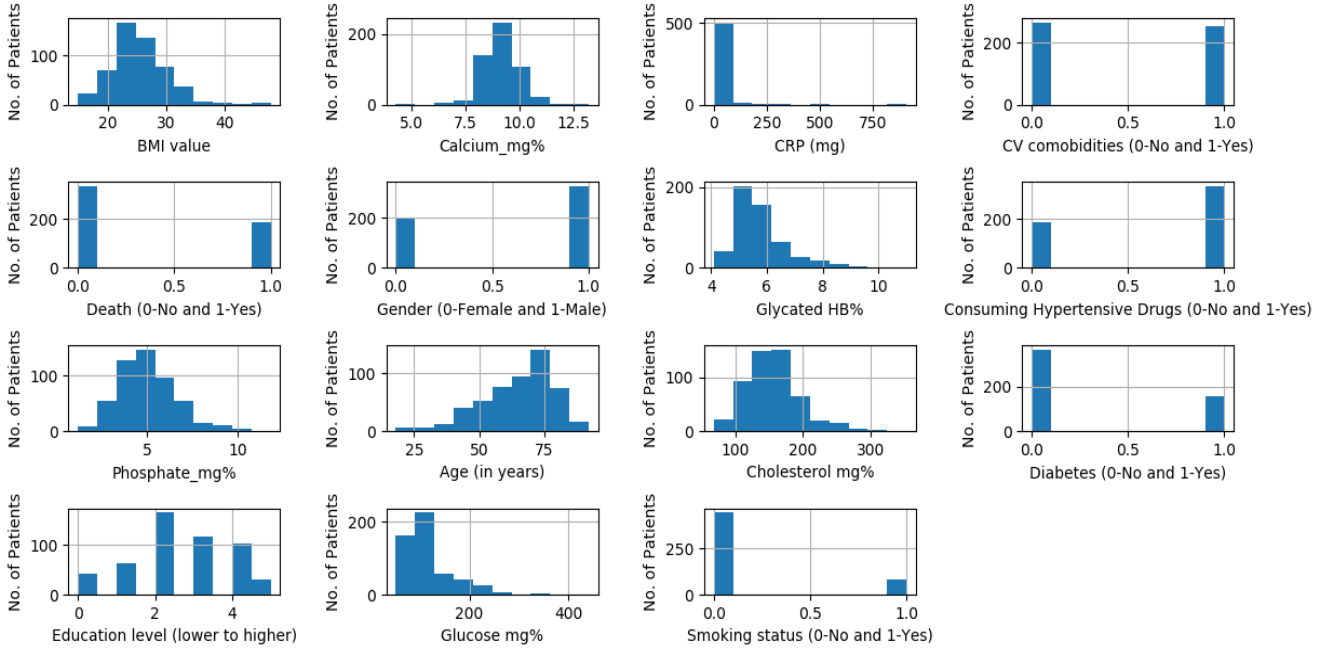 No. of Patients
100
0
20 30 40
BMI value
No. of Patients
200
0
5.0 7.5 10.0 12.5
Calcium_mg%
No. of Patients
500
0
0 250 500 750
CRP (mg)
No. of Patients
200
0
0.0 0.5 1.0
CV comobidities (0-No and 1-Yes)
No. of Patients
200
0
0.0 0.5 1.0
Death (0-No and 1-Yes)
No. of Patients
200
0
0.0 0.5 1.0
Gender (0-Female and 1-Male)
No. of Patients
200
0
4 6 8 10
Glycated HB%
No. of Patients
200
0
0.0 0.5 1.0
Consuming Hypertensive Drugs (0-No and 1-Yes)
No. of Patients
100
0
5 10
Phosphate_mg%
No. of Patients
100
0
25 50 75
Age (in years)
No. of Patients
100
0
100 200 300
Cholesterol mg%
No. of Patients
200
0
0.0 0.5 1.0
Diabetes (0-No and 1-Yes)
No. of Patients
100
0
0 2 4
Education level (lower to higher)
No. of Patients
200
0
200 400
Glucose mg%
No. of Patients
250
0
0.0 0.5 1.0
Smoking status (0-No and 1-Yes)